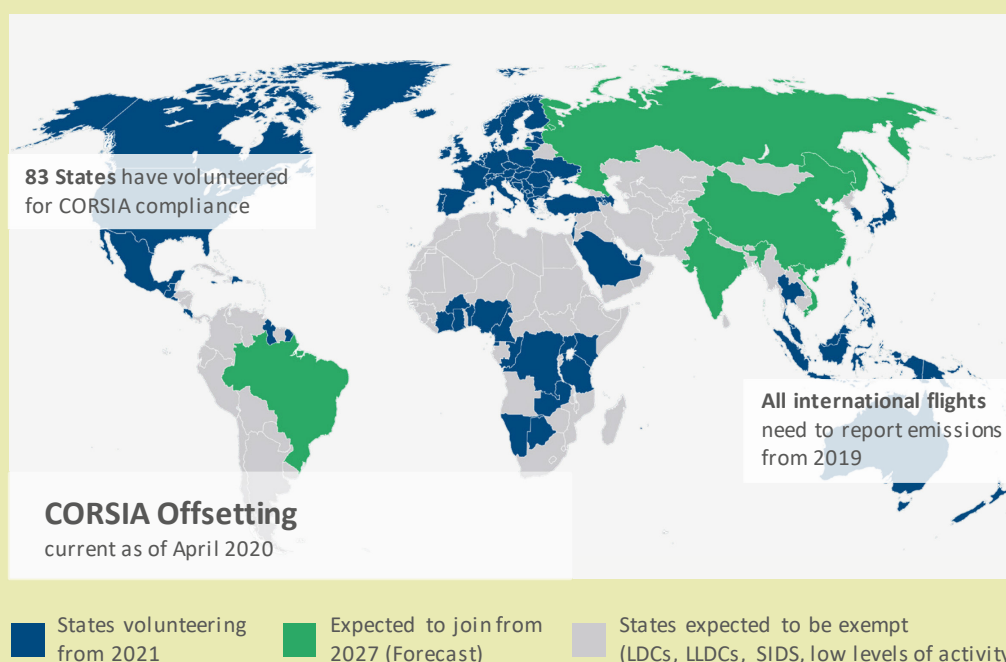 83 States have volunteered
for CORSIA compliance
All international flights
need to report emissions
from 2019
CORSIA Offsetting
current as of April 2020
States volunteering
from 2021
Expected to join from
2027 (Forecast)
States expected to be exempt
(LDCs, LLDCs, SIDS, low levels of activity